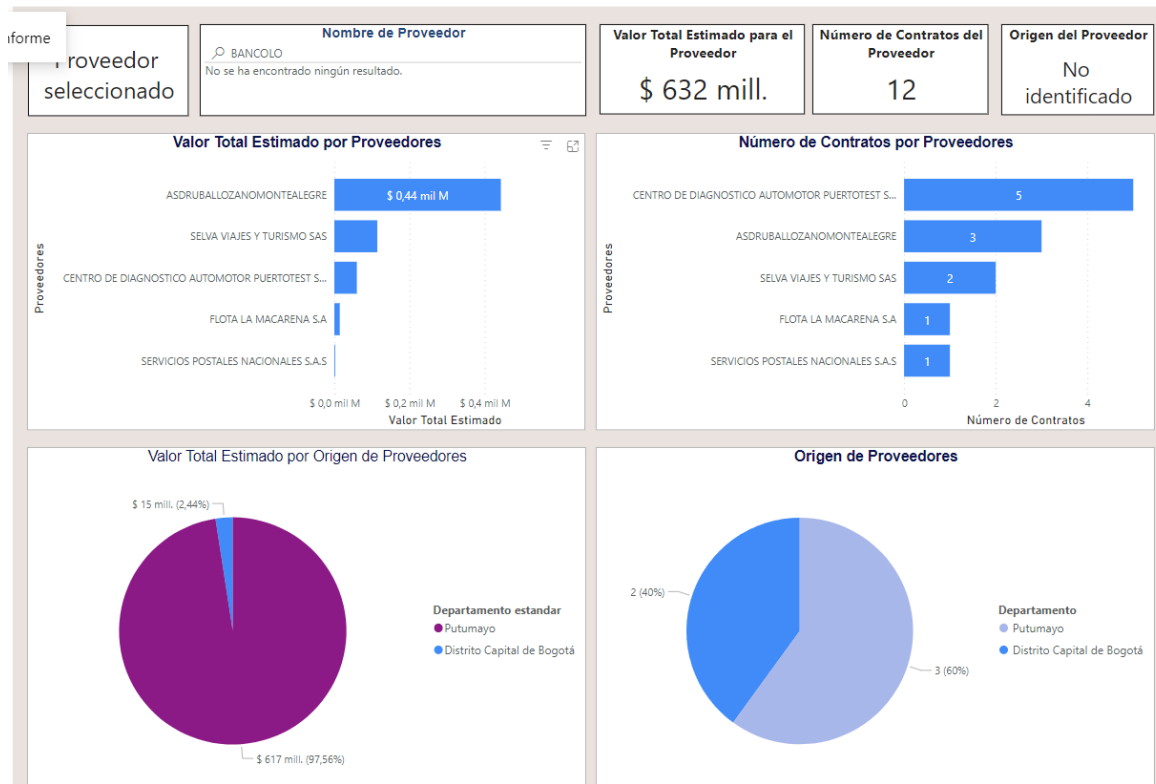 nforme
Proveedor
seleccionado
Nombre de Proveedor
BANCOLO
No se ha encontrado ningún resultado.
Valor Total Estimado para el
Proveedor
$ 632 mill.
Número de Contratos del
Proveedor
12
Origen del Proveedor
No
identificado
Valor Total Estimado por Proveedores
Proveedores
ASDRUBALLOZANOMONTEALEGRE
$ 0,44 mil M
SELVA VIAJES Y TURISMO SAS
CENTRO DE DIAGNOSTICO AUTOMOTOR PUERTOTEST S...
FLOTA LA MACARENA S.A
SERVICIOS POSTALES NACIONALES S.A.S
$ 0,0 mil M $ 0,2 mil M $ 0,4 mil M
Valor Total Estimado
Número de Contratos por Proveedores
Proveedores
CENTRO DE DIAGNOSTICO AUTOMOTOR PUERTOTEST S...
5
ASDRUBALLOZANOMONTEALEGRE
3
SELVA VIAJES Y TURISMO SAS
2
FLOTA LA MACARENA S.A
1
SERVICIOS POSTALES NACIONALES S.A.S
1
0 2 4
Número de Contratos
Valor Total Estimado por Origen de Proveedores
$ 15 mill. (2,44%)
$ 617 mill. (97,56%)
Departamento estandar
Putumayo
Distrito Capital de Bogotá
Origen de Proveedores
2 (40%)
3 (60%)
Departamento
Putumayo
Distrito Capital de Bogotá